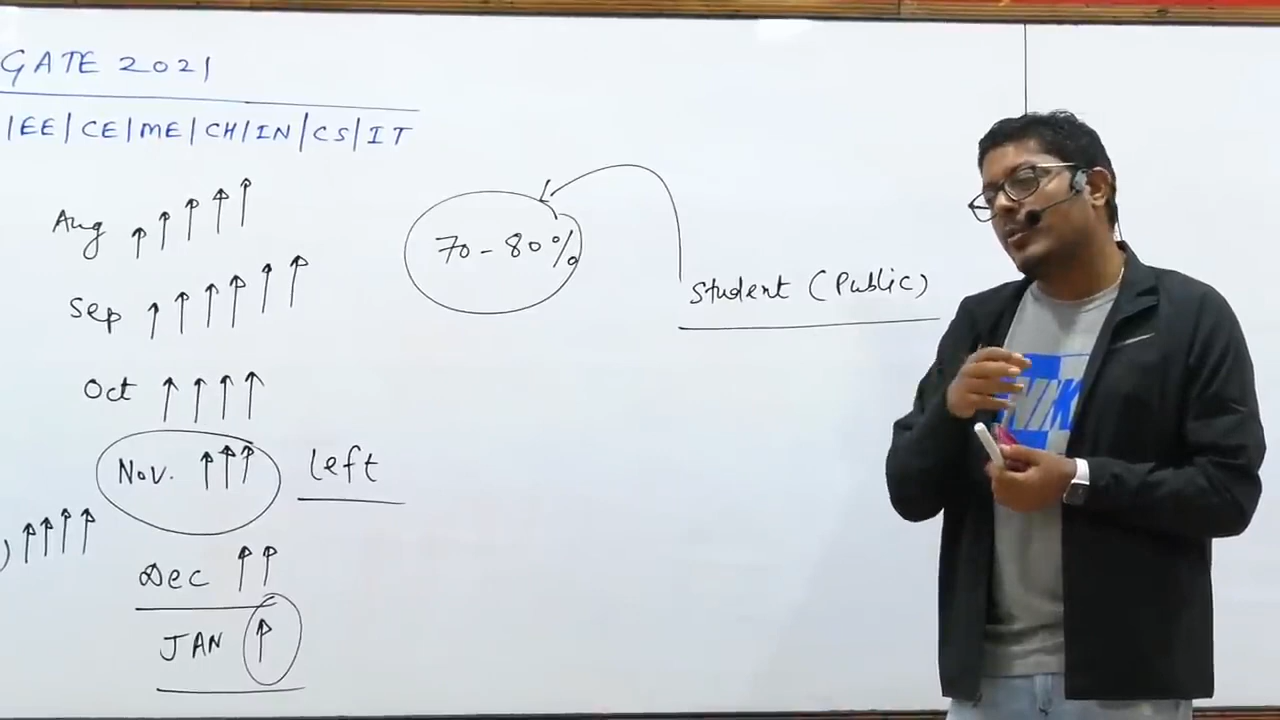 GATE 2021
|EE|CE|ME|CH|IN|CS|IT
Aug ↑↑↑↑↑
Sep ↑↑↑↑↑↑
Oct ↑↑↑↑
Nov. ↑↑↑ left
) ↑↑↑↑
Dec ↑↑
JAN ↑
70-80%
Student (Public)
NIK